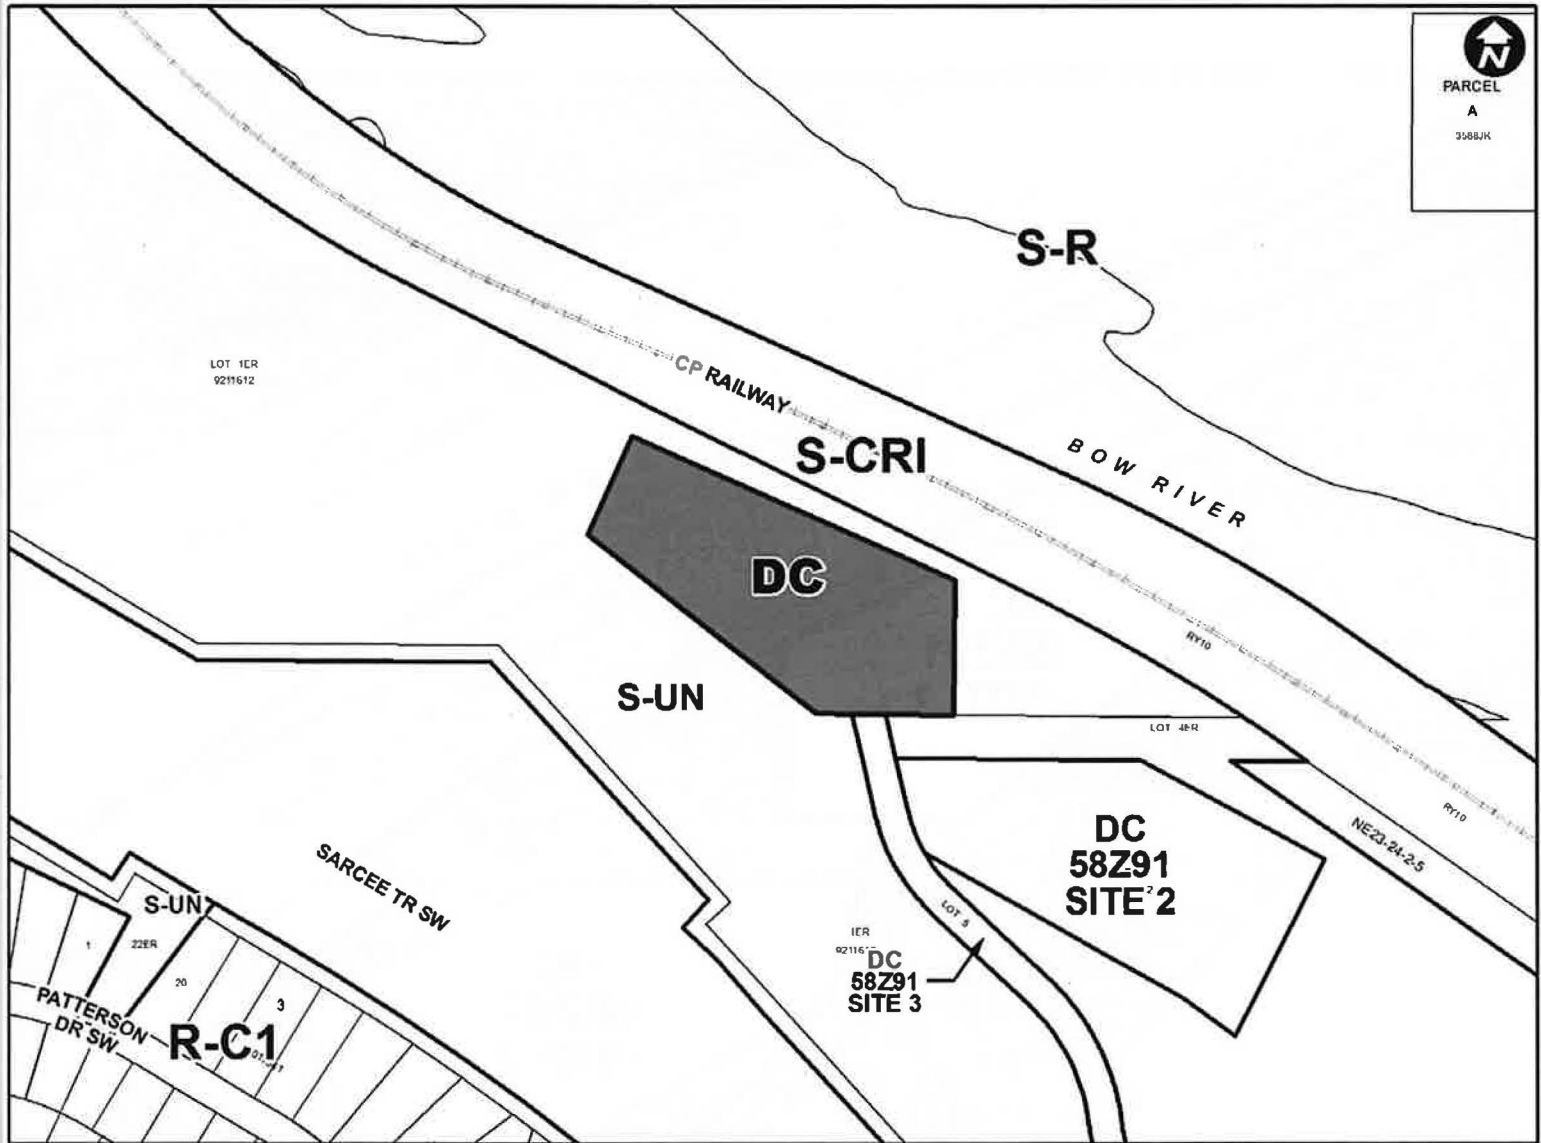 N
PARCEL
A
3588JK
S-R
LOT 1ER
9211612
CP RAILWAY
S-CRI
BOW RIVER
DC
RY10
S-UN
LOT 4ER
RY10
NE23-24-2-5
DC
58Z91
SITE 2
SARCEE TR SW
S-UN
LOT 5
1
22ER
1ER
DC
58Z91
SITE 3
20
3
PATTERSON
DR SW
R-C1